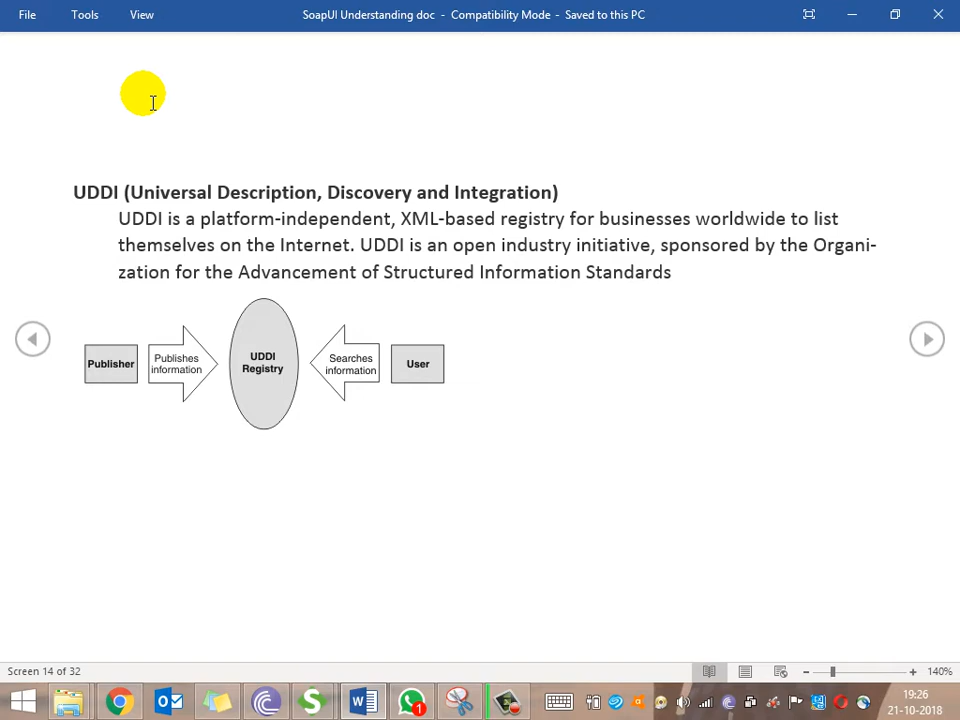 File Tools View SoapUI Understanding doc - Compatibility Mode - Saved to this PC
UDDI (Universal Description, Discovery and Integration)
UDDI is a platform-independent, XML-based registry for businesses worldwide to list
themselves on the Internet. UDDI is an open industry initiative, sponsored by the Organi-
zation for the Advancement of Structured Information Standards
Publisher
Publishes
information
UDDI
Registry
Searches
information
User
Screen 14 of 32
140%
1
19:26
21-10-2018